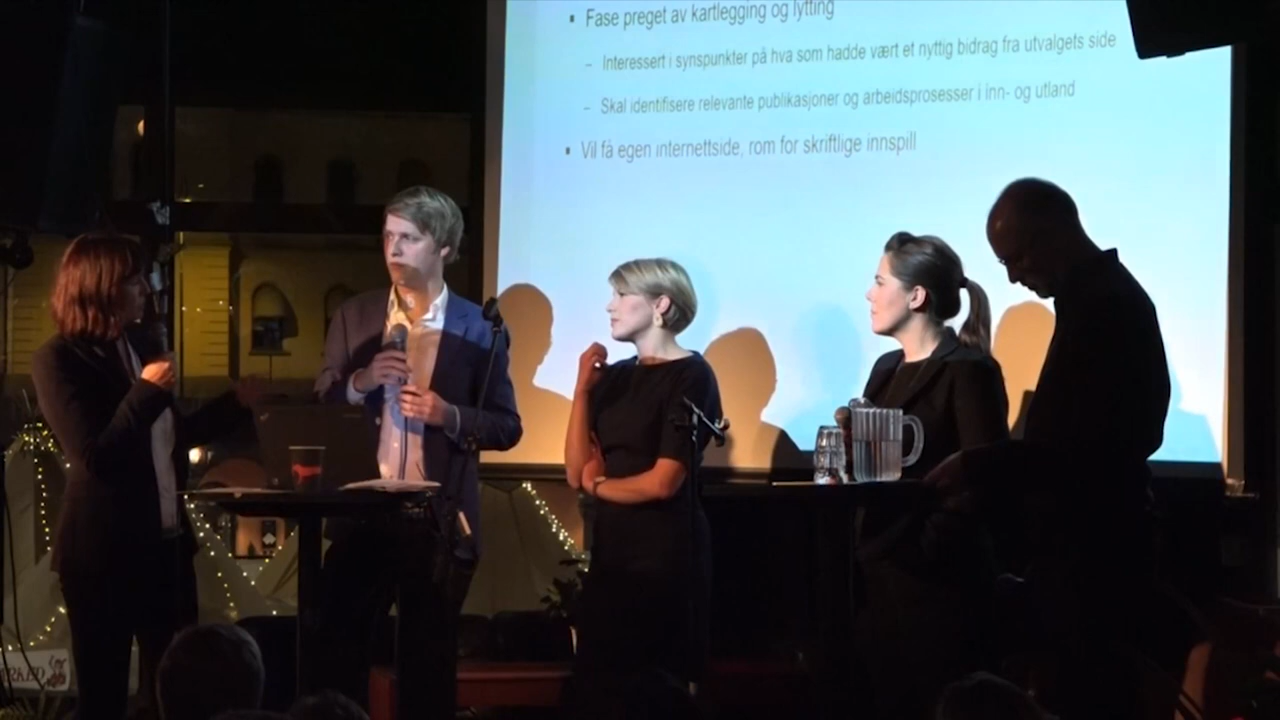 ▪ Fase preget av kartlegging og lytting
– Interessert i synspunkter på hva som hadde vært et nyttig bidrag fra utvalgets side
– Skal identifisere relevante publikasjoner og arbeidsprosesser i inn- og utland
▪ Vil få egen internettside, rom for skriftlige innspill